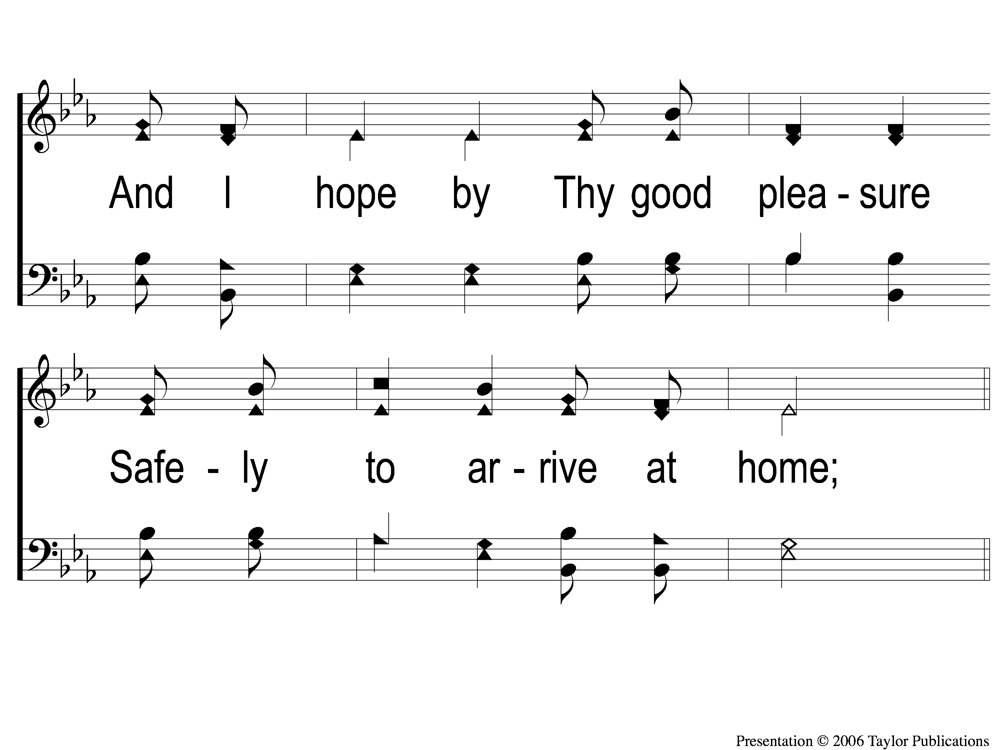 And I hope by Thy good plea - sure
Safe - ly to ar - rive at home;
Presentation © 2006 Taylor Publications